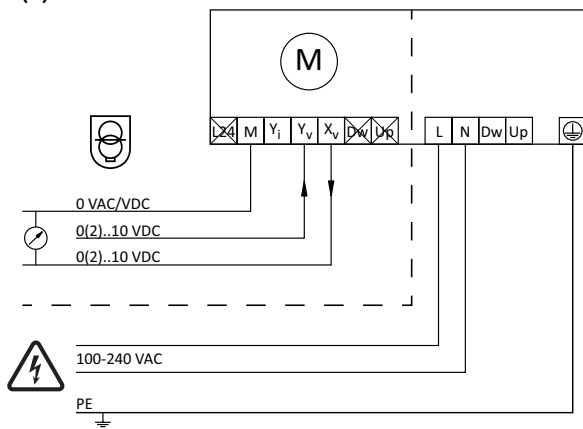 M
L24 M Yi Yv Xv Dw Up L N Dw Up
0 VAC/VDC
0(2)..10 VDC
0(2)..10 VDC
100-240 VAC
PE